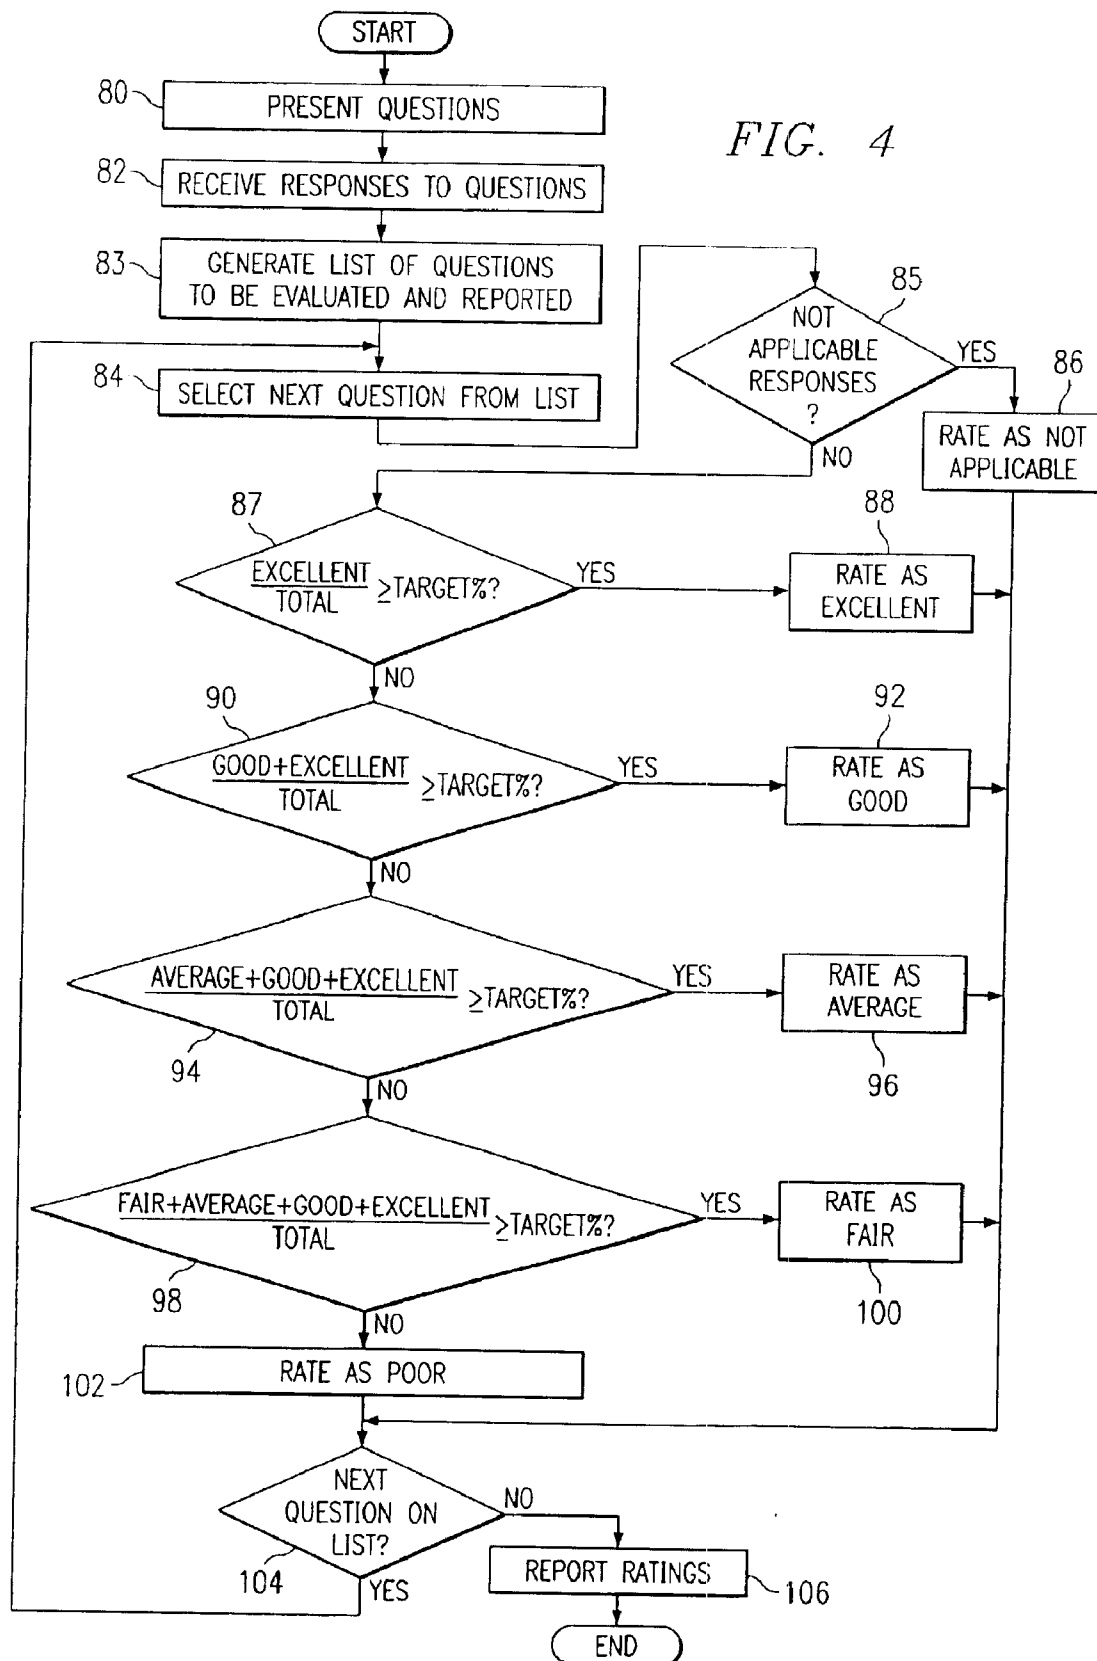 START
80
PRESENT QUESTIONS
FIG. 4
82
RECEIVE RESPONSES TO QUESTIONS
83
GENERATE LIST OF QUESTIONS
TO BE EVALUATED AND REPORTED
85
NOT
APPLICABLE
RESPONSES
?
YES
NO
84
SELECT NEXT QUESTION FROM LIST
86
RATE AS NOT
APPLICABLE
87
EXCELLENT
TOTAL
≥TARGET%?
YES
NO
88
RATE AS
EXCELLENT
90
GOOD+EXCELLENT
TOTAL
≥TARGET%?
YES
NO
92
RATE AS
GOOD
AVERAGE+GOOD+EXCELLENT
TOTAL
≥TARGET%?
94
YES
NO
RATE AS
AVERAGE
96
FAIR+AVERAGE+GOOD+EXCELLENT
TOTAL
≥TARGET%?
98
YES
NO
RATE AS
FAIR
100
102
RATE AS POOR
NEXT
QUESTION ON
LIST?
104
NO
YES
REPORT RATINGS
106
END